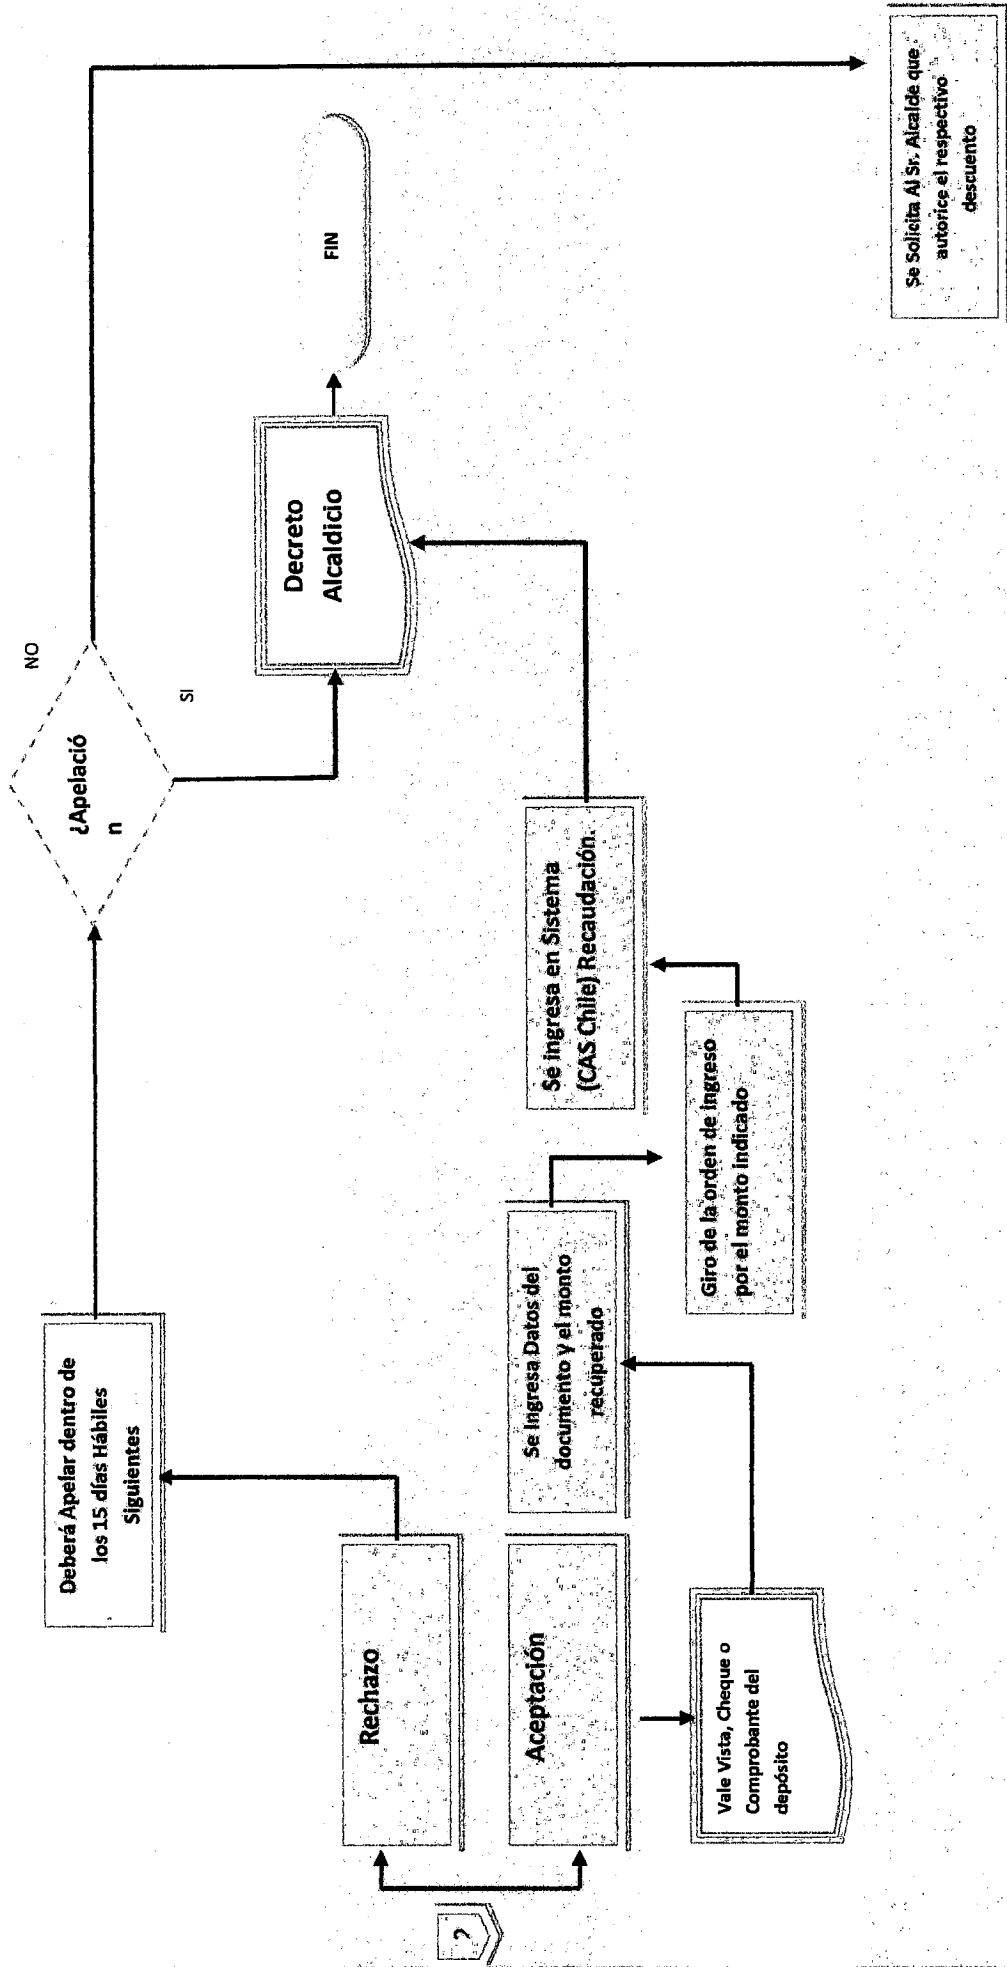 2
Rechazo
Deberá Apelar dentro de
los 15 días Hábiles
Siguientes
¿Apelació
n
NO
SI
Aceptación
Vale Vista, Cheque o
Comprobante del
depósito
Se Ingresa Datos del
documento y el monto
recuperado
Giro de la orden de ingreso
por el monto indicado
Se ingresa en Sistema
(CAS Chile) Recaudación.
Decreto
Alcaldicio
FIN
Se Solicita Al Sr. Alcalde que
autorice el respectivo
descuento